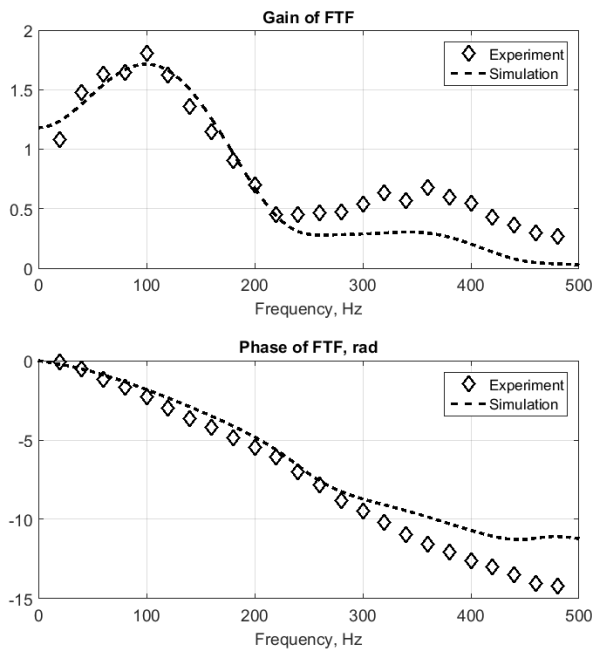 Gain of FTF
2
1.5
1
0.5
0
Experiment
Simulation
0 100 200 300 400 500
Frequency, Hz
Phase of FTF, rad
0
-5
-10
-15
Experiment
Simulation
0 100 200 300 400 500
Frequency, Hz